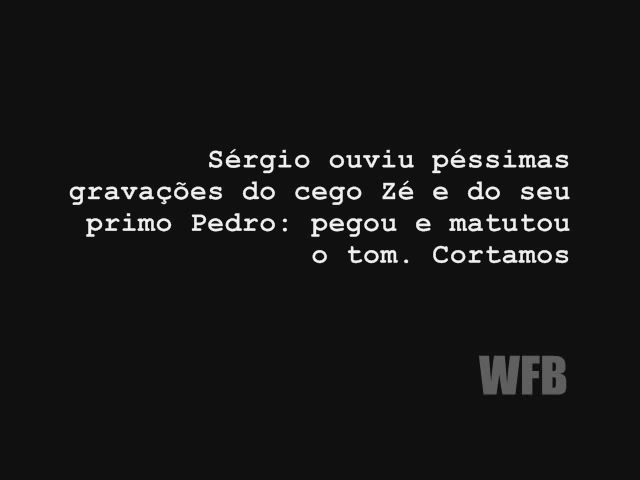 Sérgio ouviu péssimas
gravações do cego Zé e do seu
primo Pedro: pegou e matutou
o tom. Cortamos
WFB